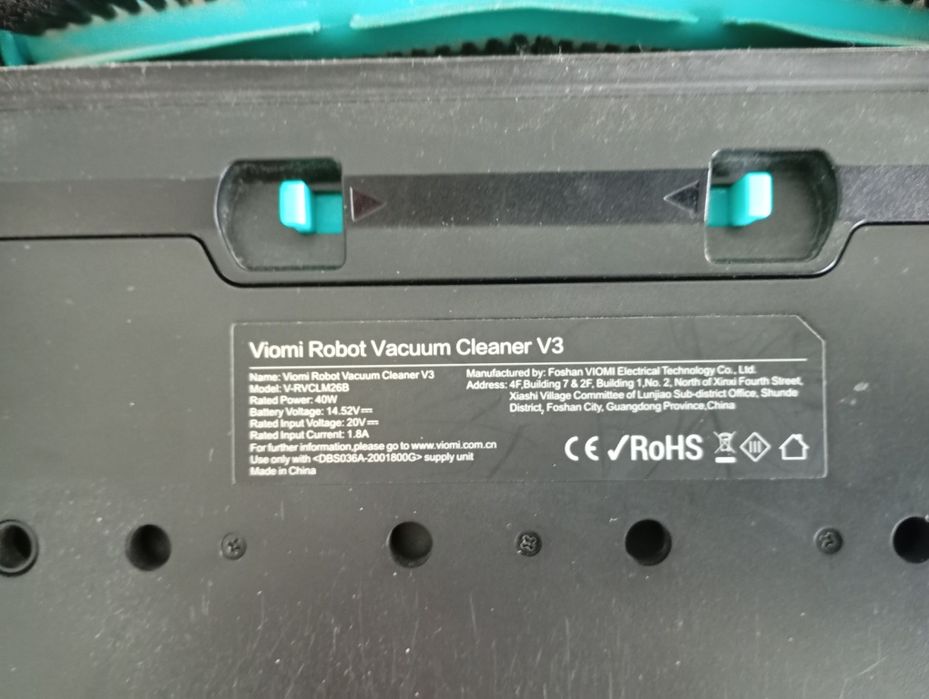 Viomi Robot Vacuum Cleaner V3
Name: Viomi Robot Vacuum Cleaner V3
Model: V-RVCLM26B
Rated Power: 40W
Battery Voltage: 14.52V⎓
Rated Input Voltage: 20V⎓
Rated Input Current: 1.8A
For further information,please go to www.viomi.com.cn
Use only with <DBS036A-2001800G> supply unit
Made in China
Manufactured by: Foshan VIOMI Electrical Technology Co., Ltd.
Address: 4F,Building 7 & 2F, Building 1,No. 2, North of Xinxi Fourth Street,
Xiashi Village Committee of Lunjiao Sub-district Office, Shunde
District, Foshan City, Guangdong Province,China
CE ✓RoHS III